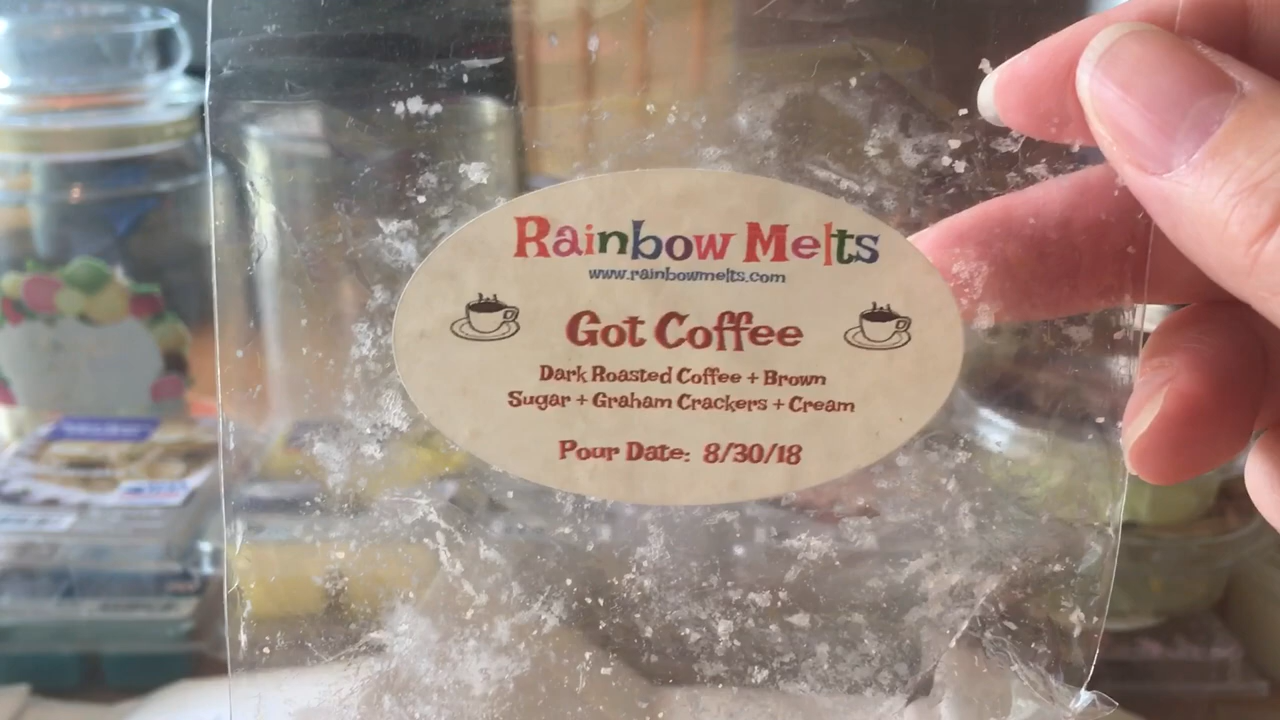 Rainbow Melts
www.rainbowmelts.com
Got Coffee
Dark Roasted Coffee + Brown
Sugar + Graham Crackers + Cream
Pour Date: 8/30/18